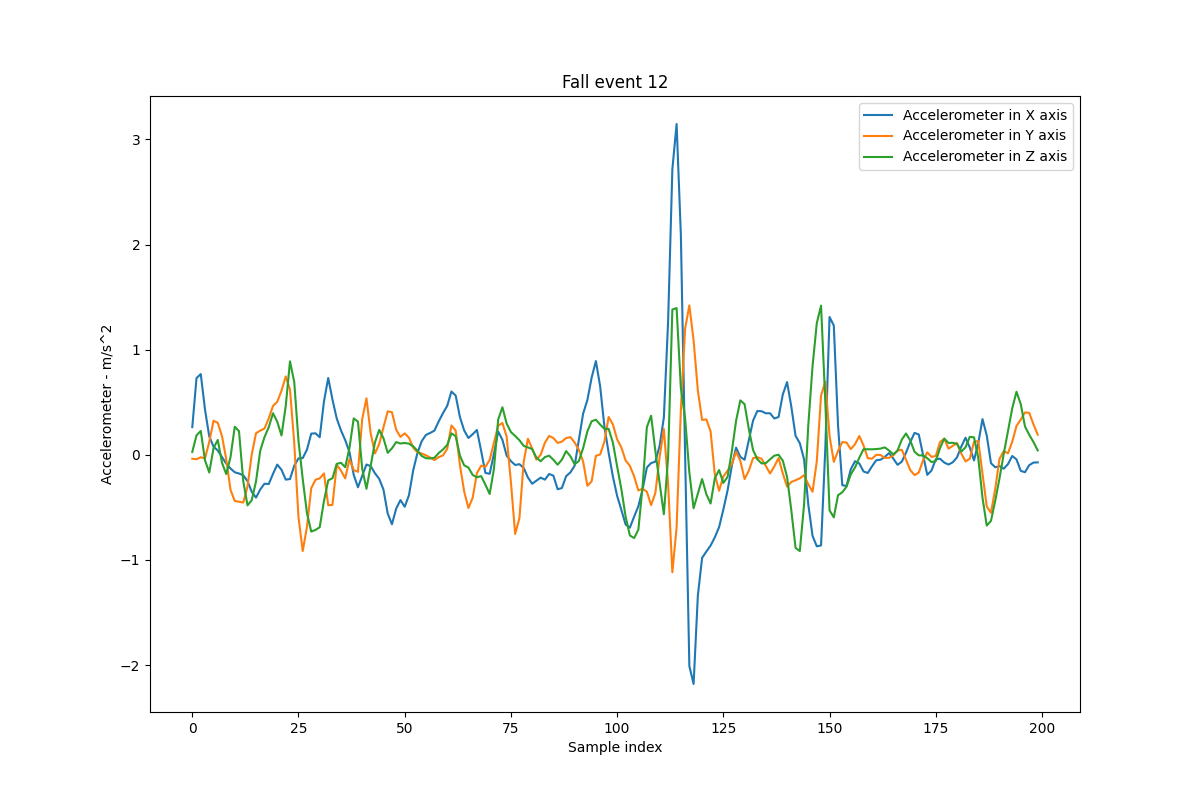 Fall event 12
Accelerometer in X axis
Accelerometer in Y axis
Accelerometer in Z axis
3
2
1
0
−1
−2
Accelerometer - m/s^2
0 25 50 75 100 125 150 175 200
Sample index